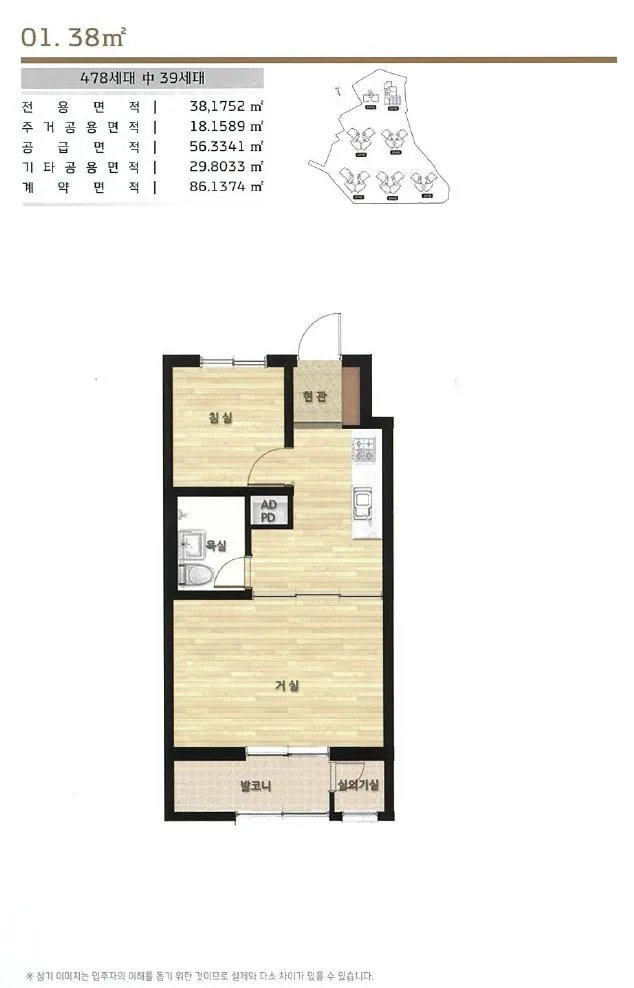 01. 38㎡
478세대 中 39세대
전 용 면 적 | 38.1752 ㎡
주거공용면적 | 18.1589 ㎡
공 급 면 적 | 56.3341 ㎡
기타공용면적 | 29.8033 ㎡
계 약 면 적 | 86.1374 ㎡
현관
침실
AD
PD
욕실
거실
발코니
실외기실
※ 상기 이미지는 입주자의 이해를 돕기 위한 것이므로 실제와 다소 차이가 있을 수 있습니다.